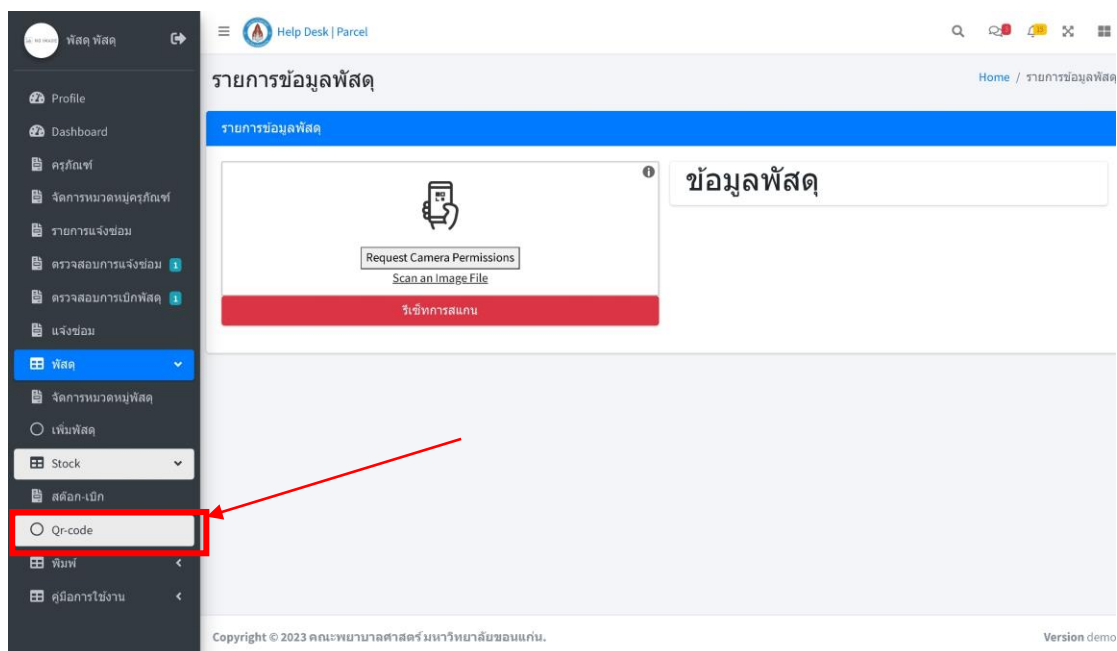 พัสดุ พัสดุ
Profile
Dashboard
ครุภัณฑ์
จัดการหมวดหมู่ครุภัณฑ์
รายการแจ้งซ่อม
ตรวจสอบการแจ้งซ่อม 1
ตรวจสอบการเบิกพัสดุ 1
แจ้งซ่อม
พัสดุ
จัดการหมวดหมู่พัสดุ
เพิ่มพัสดุ
Stock
สต๊อก-เบิก
Qr-code
พิมพ์
คู่มือการใช้งาน
Help Desk | Parcel
15
รายการข้อมูลพัสดุ
Home / รายการข้อมูลพัสดุ
รายการข้อมูลพัสดุ
Request Camera Permissions
Scan an Image File
รีเซ็ทการสแกน
ข้อมูลพัสดุ
Copyright © 2023 คณะพยาบาลศาสตร์ มหาวิทยาลัยขอนแก่น.
Version demo